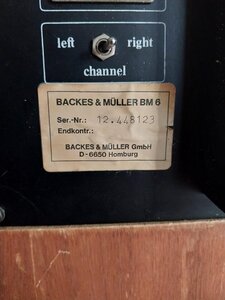 left right
channel
BACKES & MÜLLER BM 6
Ser.-Nr.: 12.448123
Endkontr.:
BACKES & MÜLLER GmbH
D-6650 Homburg